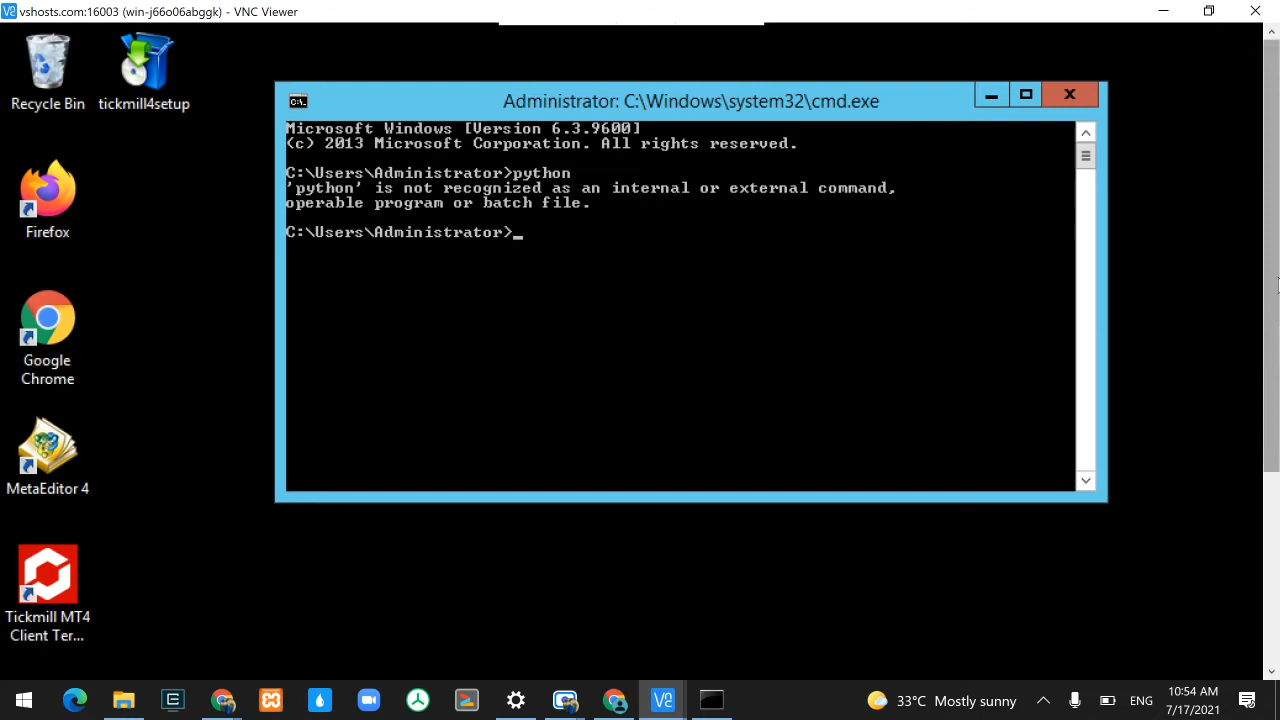 vshosts.com:16003 (win-j66o06abggk) - VNC Viewer
Recycle Bin
tickmill4setup
Firefox
Google
Chrome
MetaEditor 4
Tickmill MT4
Client Ter...
Administrator: C:\Windows\system32\cmd.exe
Microsoft Windows [Version 6.3.9600]
(c) 2013 Microsoft Corporation. All rights reserved.
C:\Users\Administrator>python
'python' is not recognized as an internal or external command,
operable program or batch file.
C:\Users\Administrator>_
33°C Mostly sunny
ENG
10:54 AM
7/17/2021